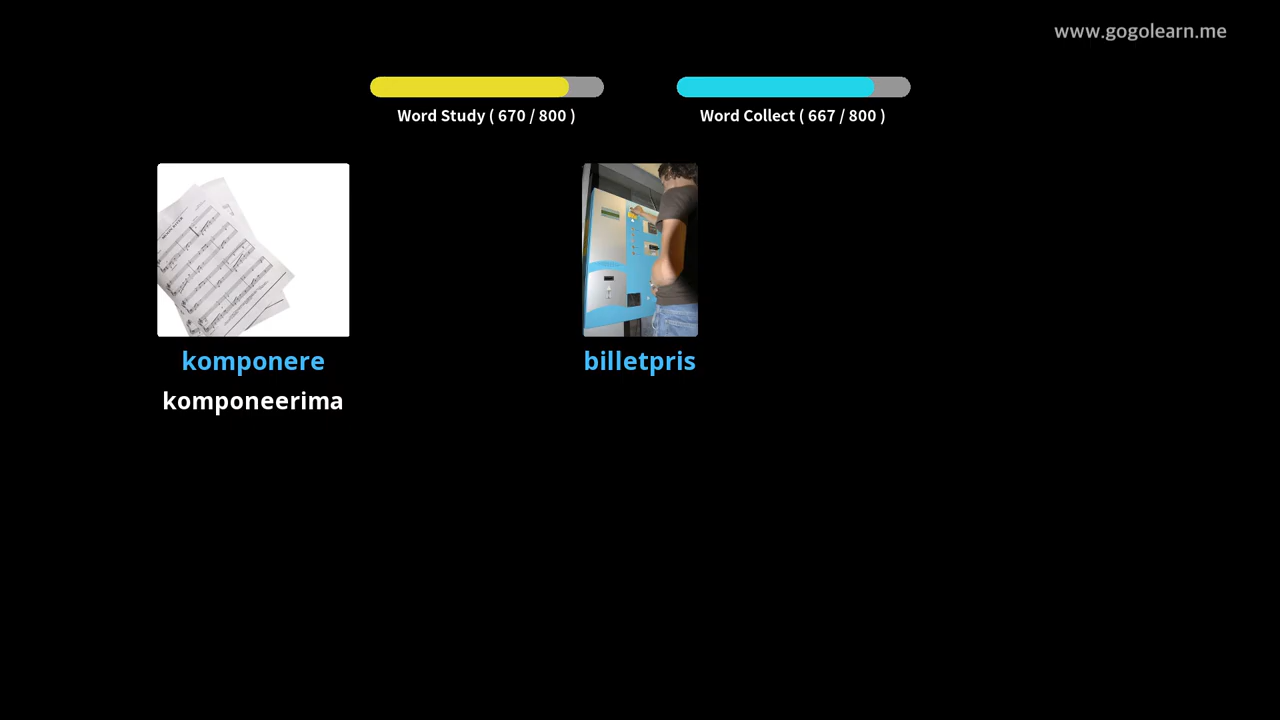 www.gogolearn.me
Word Study ( 670 / 800 )
Word Collect ( 667 / 800 )
komponere
billetpris
komponeerima